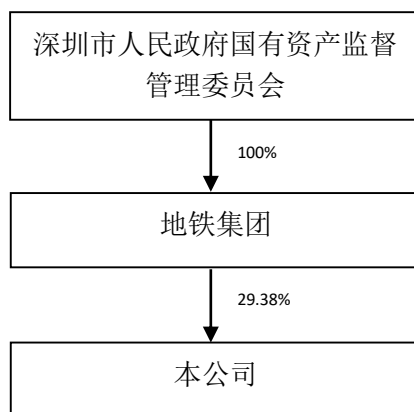 深圳市人民政府国有资产监督
管理委员会
100%
地铁集团
29.38%
本公司